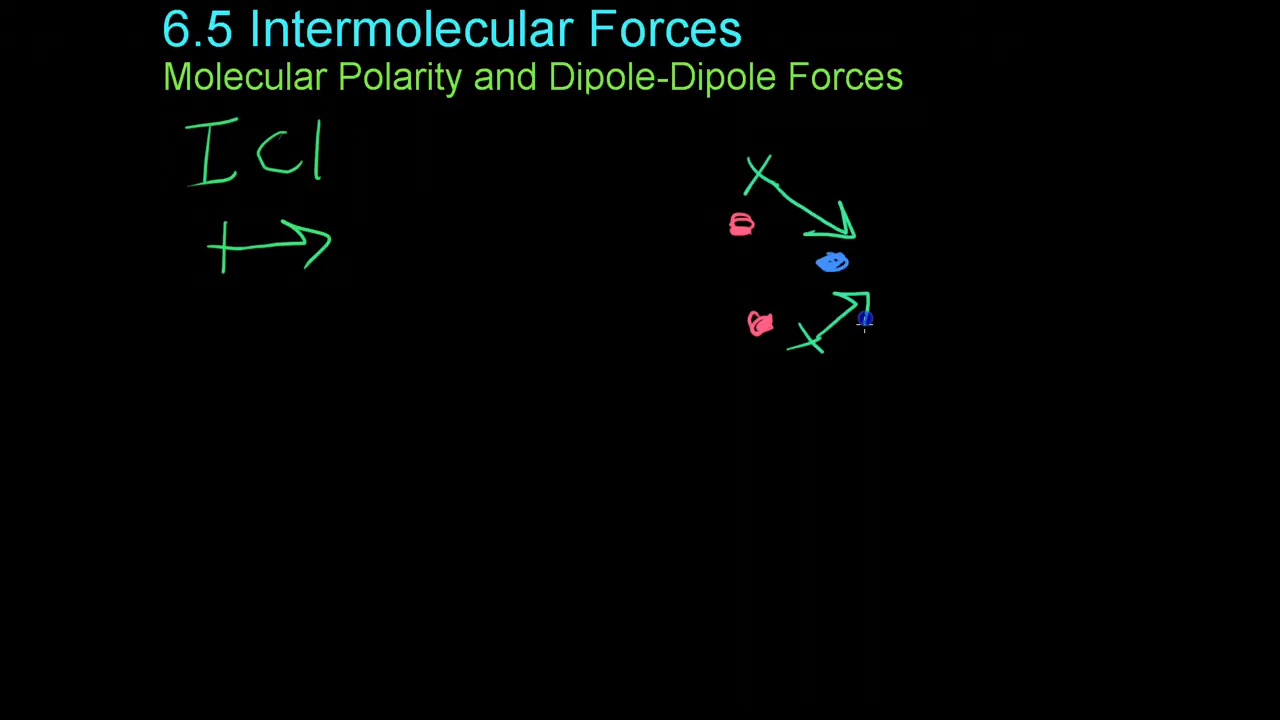 6.5 Intermolecular Forces
Molecular Polarity and Dipole-Dipole Forces
ICl